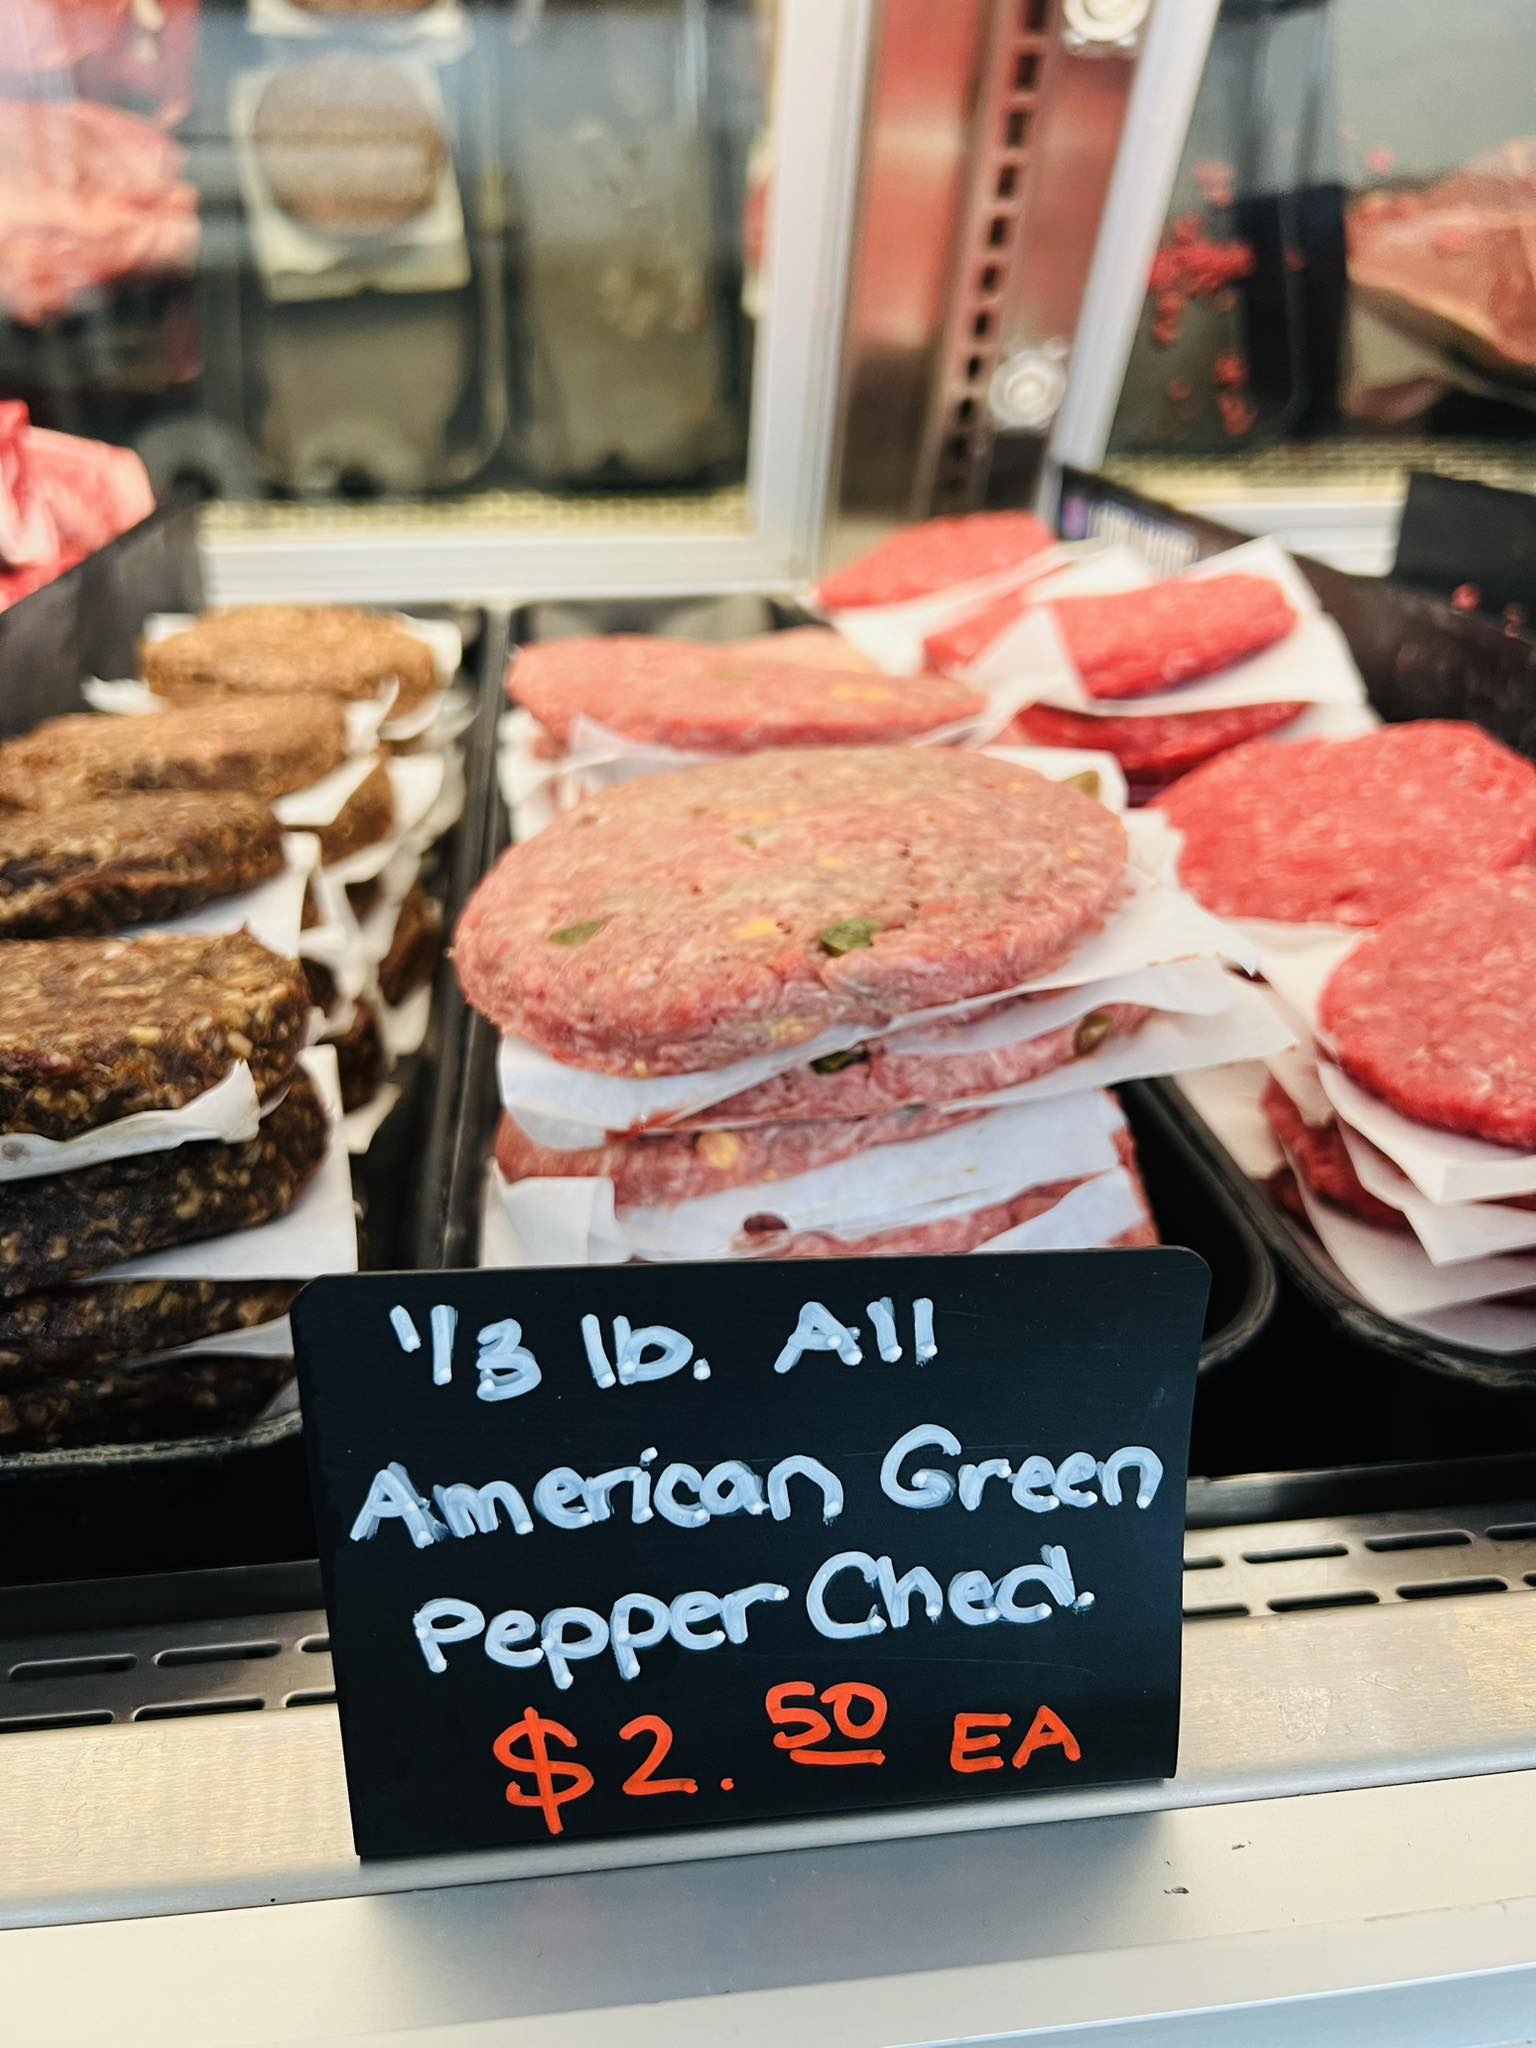 1/3 lb. All
American Green
Pepper Ched.
$2.50 EA